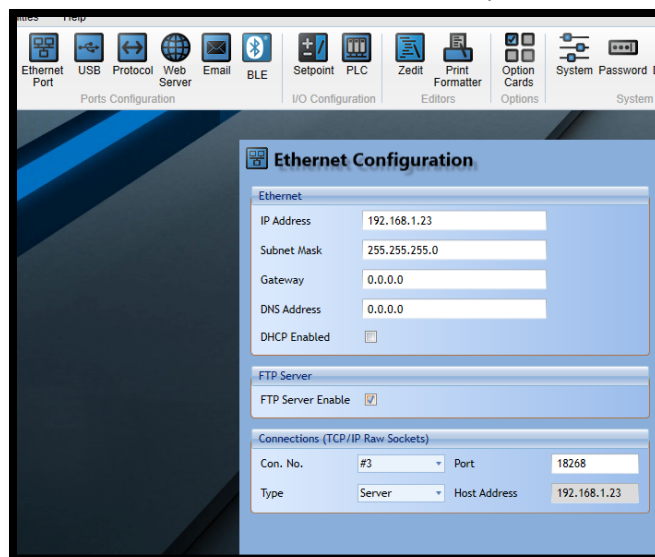 Help
Ethernet Port
USB
Protocol
Web Server
Email
BLE
Setpoint
PLC
Zedit
Print Formatter
Option Cards
System
Password
Ports Configuration
I/O Configuration
Editors
Options
System
Ethernet Configuration
Ethernet
IP Address 192.168.1.23
Subnet Mask 255.255.255.0
Gateway 0.0.0.0
DNS Address 0.0.0.0
DHCP Enabled
FTP Server
FTP Server Enable
Connections (TCP/IP Raw Sockets)
Con. No. #3 Port 18268
Type Server Host Address 192.168.1.23